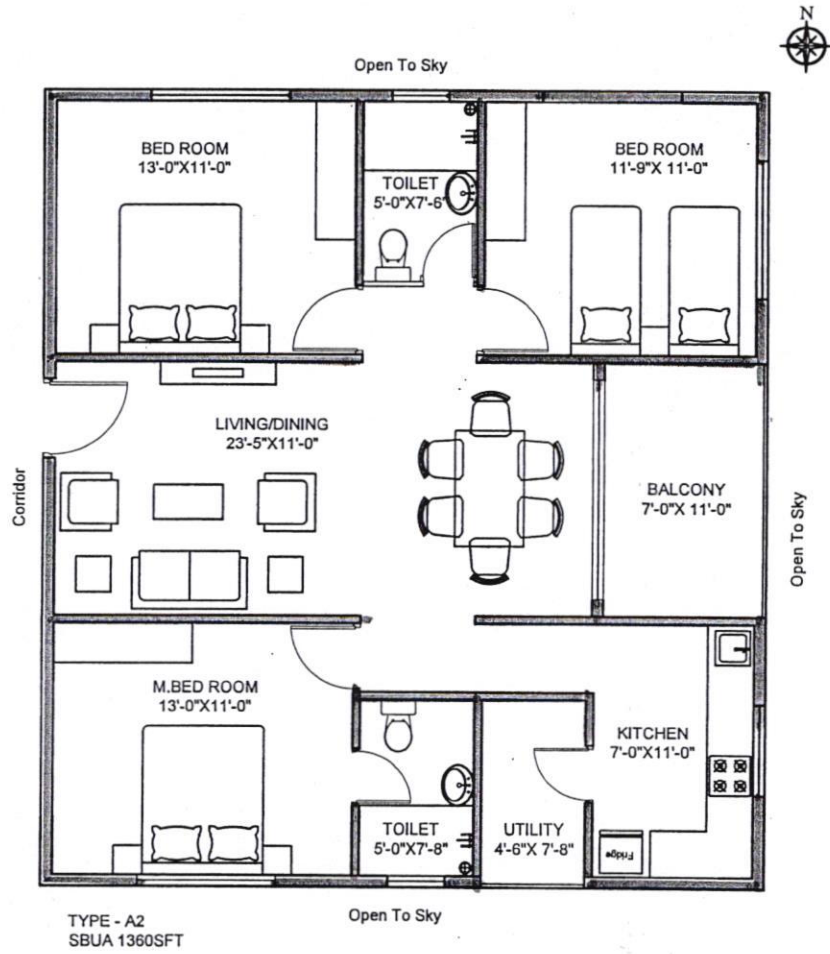 N
Open To Sky
BED ROOM
13'-0"X11'-0"
TOILET
5'-0"X7'-6"
BED ROOM
11'-9"X 11'-0"
LIVING/DINING
23'-5"X11'-0"
BALCONY
7'-0"X 11'-0"
Corridor
Open To Sky
M.BED ROOM
13'-0"X11'-0"
KITCHEN
7'-0"X11'-0"
TOILET
5'-0"X7'-8"
UTILITY
4'-6"X 7'-8"
Fridge
Open To Sky
TYPE - A2
SBUA 1360SFT